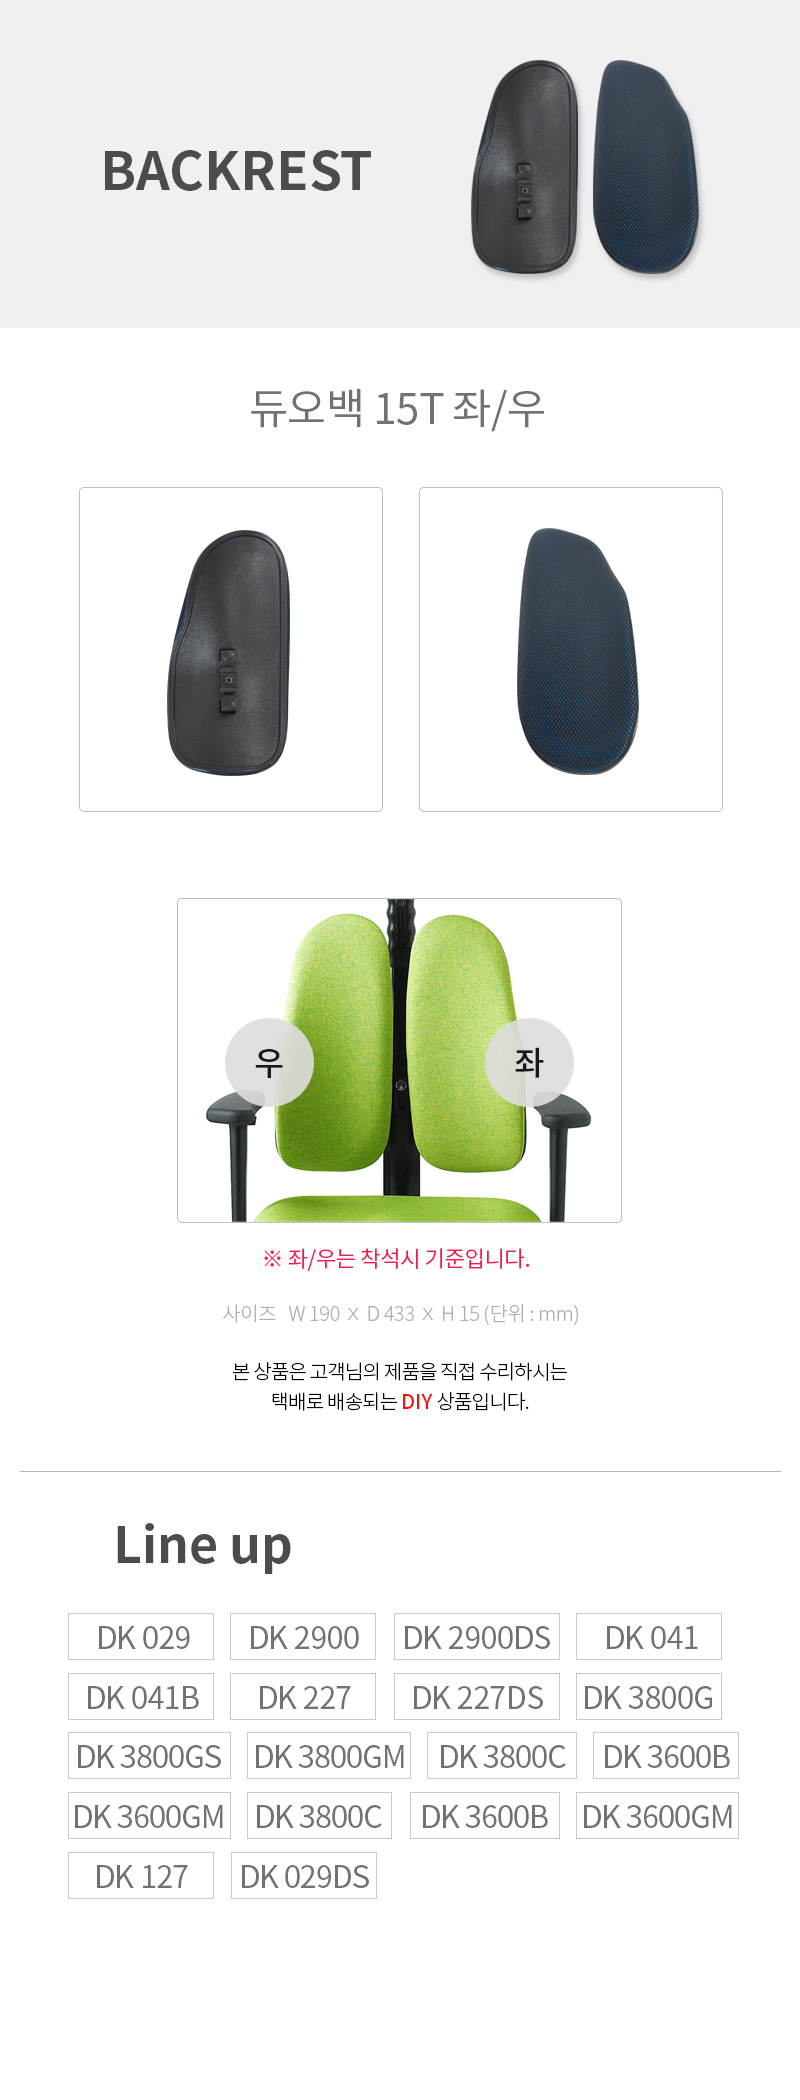 BACKREST
듀오백 15T 좌/우
우
좌
※ 좌/우는 착석시 기준입니다.
사이즈 W 190 X D 433 X H 15 (단위 : mm)
본 상품은 고객님의 제품을 직접 수리하시는
택배로 배송되는 DIY 상품입니다.
Line up
DK 029
DK 2900
DK 2900DS
DK 041
DK 041B
DK 227
DK 227DS
DK 3800G
DK 3800GS
DK 3800GM
DK 3800C
DK 3600B
DK 3600GM
DK 3800C
DK 3600B
DK 3600GM
DK 127
DK 029DS